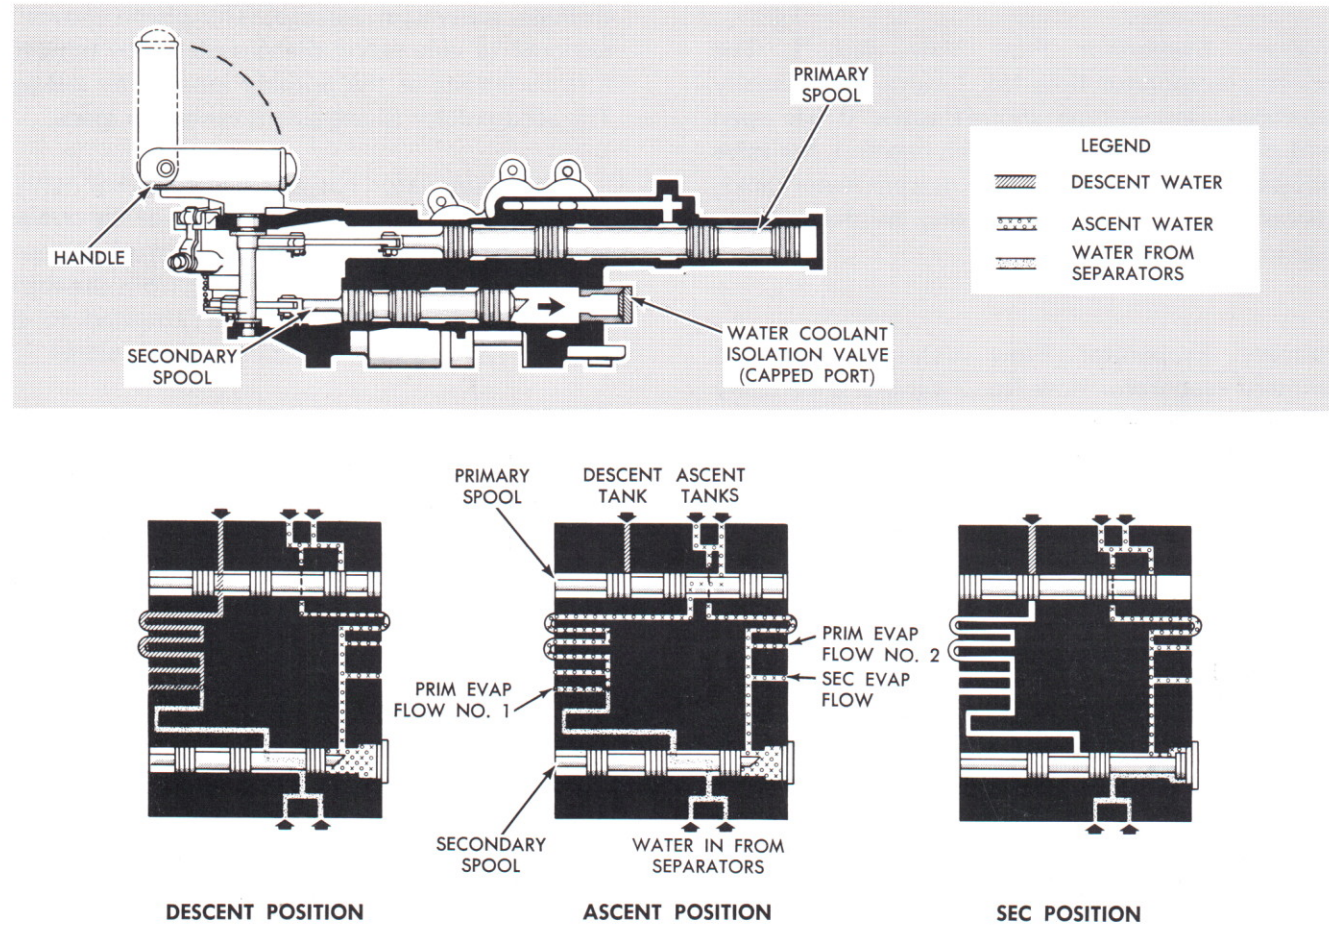 PRIMARY
SPOOL
LEGEND
DESCENT WATER
ASCENT WATER
WATER FROM
SEPARATORS
HANDLE
SECONDARY
SPOOL
WATER COOLANT
ISOLATION VALVE
(CAPPED PORT)
PRIMARY
SPOOL
DESCENT
TANK
ASCENT
TANKS
PRIM EVAP
FLOW NO. 1
PRIM EVAP
FLOW NO. 2
SEC EVAP
FLOW
SECONDARY
SPOOL
WATER IN FROM
SEPARATORS
DESCENT POSITION
ASCENT POSITION
SEC POSITION